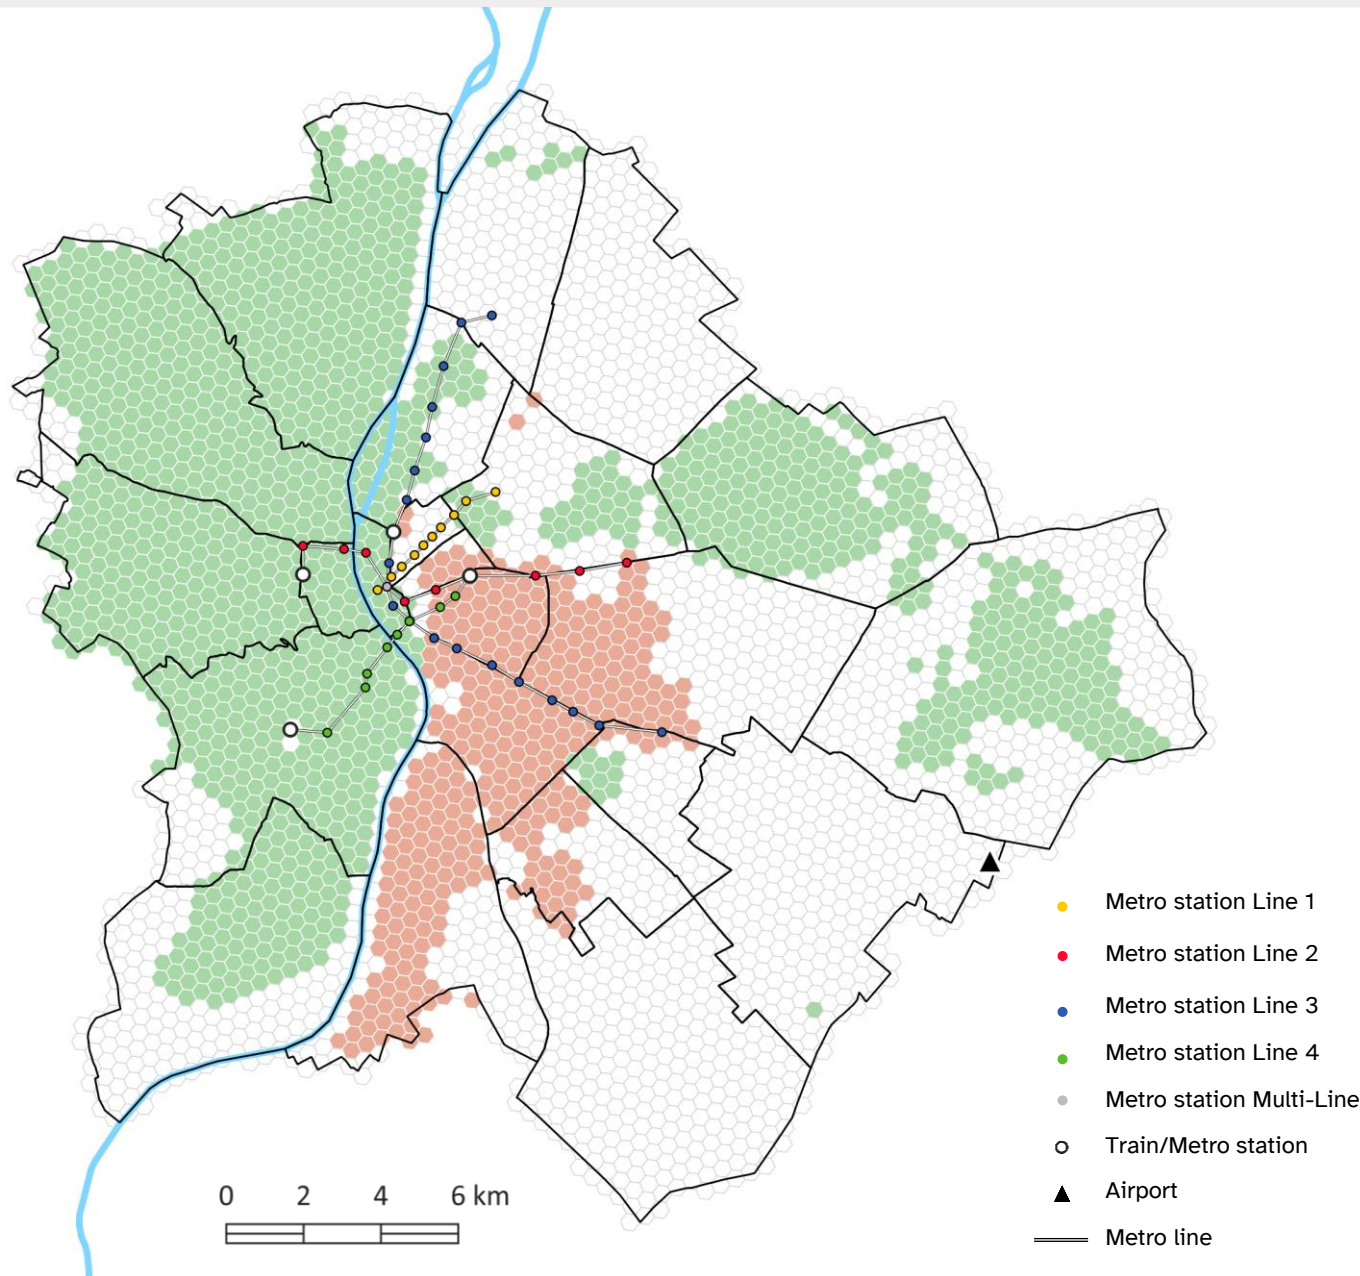 Metro station Line 1
Metro station Line 2
Metro station Line 3
Metro station Line 4
Metro station Multi-Line
Train/Metro station
Airport
Metro line
0 2 4 6 km